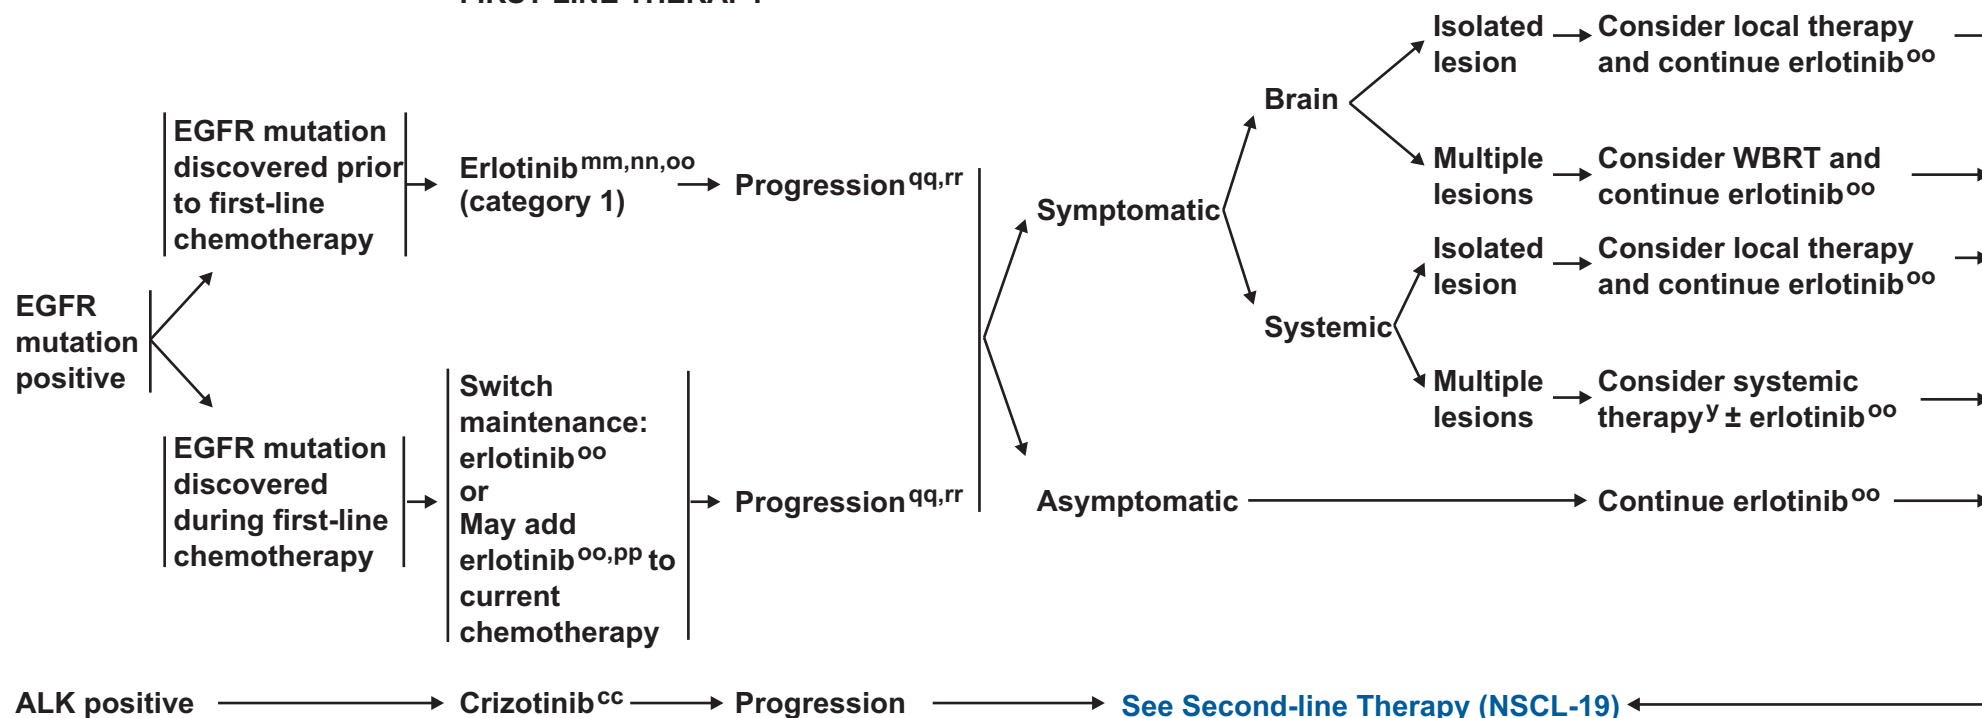 FIRST-LINE THERAPY
EGFR
mutation
positive
EGFR mutation
discovered prior
to first-line
chemotherapy
Erlotinib mm,nn,oo
(category 1)
Progression qq,rr
EGFR mutation
discovered
during first-line
chemotherapy
Switch
maintenance:
erlotinib oo
or
May add
erlotinib oo,pp to
current
chemotherapy
Progression qq,rr
Symptomatic
Brain
Isolated
lesion
Consider local therapy
and continue erlotinib oo
Multiple
lesions
Consider WBRT and
continue erlotinib oo
Systemic
Isolated
lesion
Consider local therapy
and continue erlotinib oo
Multiple
lesions
Consider systemic
therapy y ± erlotinib oo
Asymptomatic
Continue erlotinib oo
ALK positive
Crizotinib cc
Progression
See Second-line Therapy (NSCL-19)